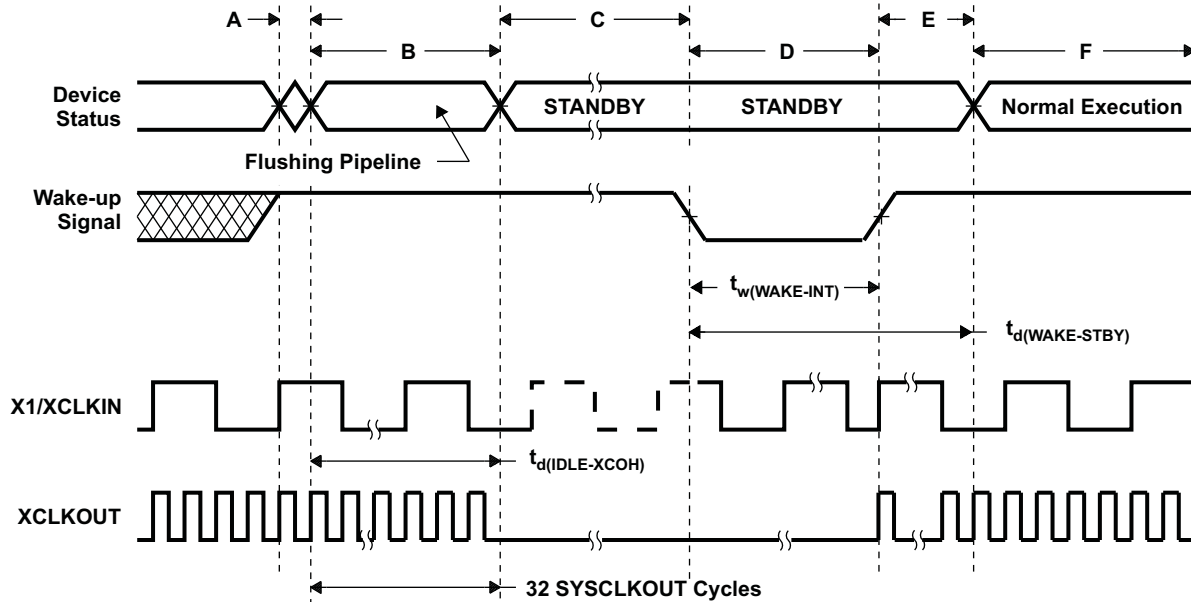 A
B
C
D
E
F
Device
Status
STANDBY
STANDBY
Normal Execution
Flushing Pipeline
Wake-up
Signal
tw(WAKE-INT)
td(WAKE-STBY)
X1/XCLKIN
td(IDLE-XCOH)
XCLKOUT
32 SYSCLKOUT Cycles